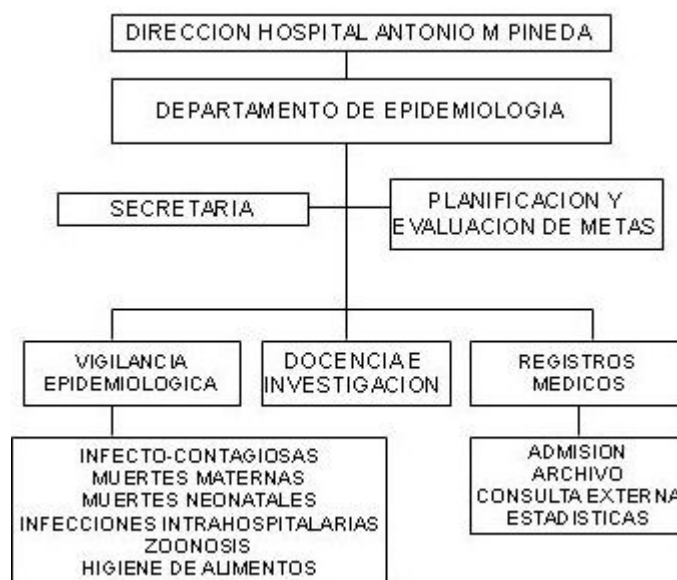 DIRECCION HOSPITAL ANTONIO M PINEDA
DEPARTAMENTO DE EPIDEMIOLOGIA
SECRETARIA
PLANIFICACION Y
EVALUACION DE METAS
VIGILANCIA
EPIDEMIOLOGICA
DOCENCIA E
INVESTIGACION
REGISTROS
MEDICOS
INFECTO-CONTAGIOSAS
MUERTES MATERNAS
MUERTES NEONATALES
INFECCIONES INTRAHOSPITALARIAS
ZOONOSIS
HIGIENE DE ALIMENTOS
ADMISION
ARCHIVO
CONSULTA EXTERNA
ESTADISTICAS